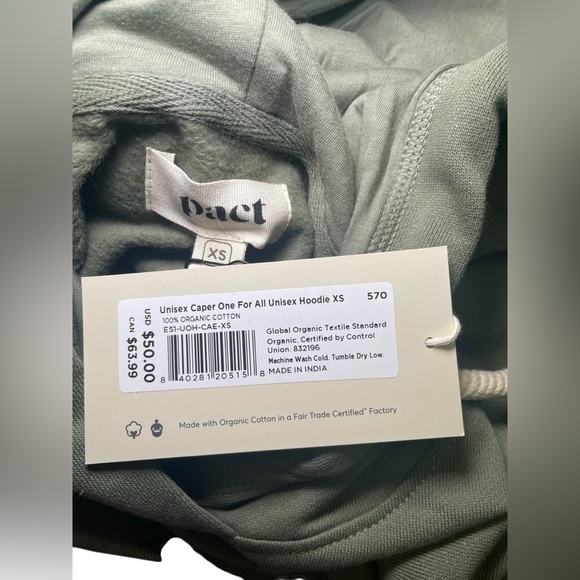 pact
XS
Unisex Caper One For All Unisex Hoodie XS 570
100% ORGANIC COTTON
ES1-UOH-CAE-XS
USD $50.00
CAN $63.99
8 40281 20515 8
Global Organic Textile Standard
Organic. Certified by Control
Union. 832196
Machine Wash Cold. Tumble Dry Low.
MADE IN INDIA
Made with Organic Cotton in a Fair Trade Certified™ Factory